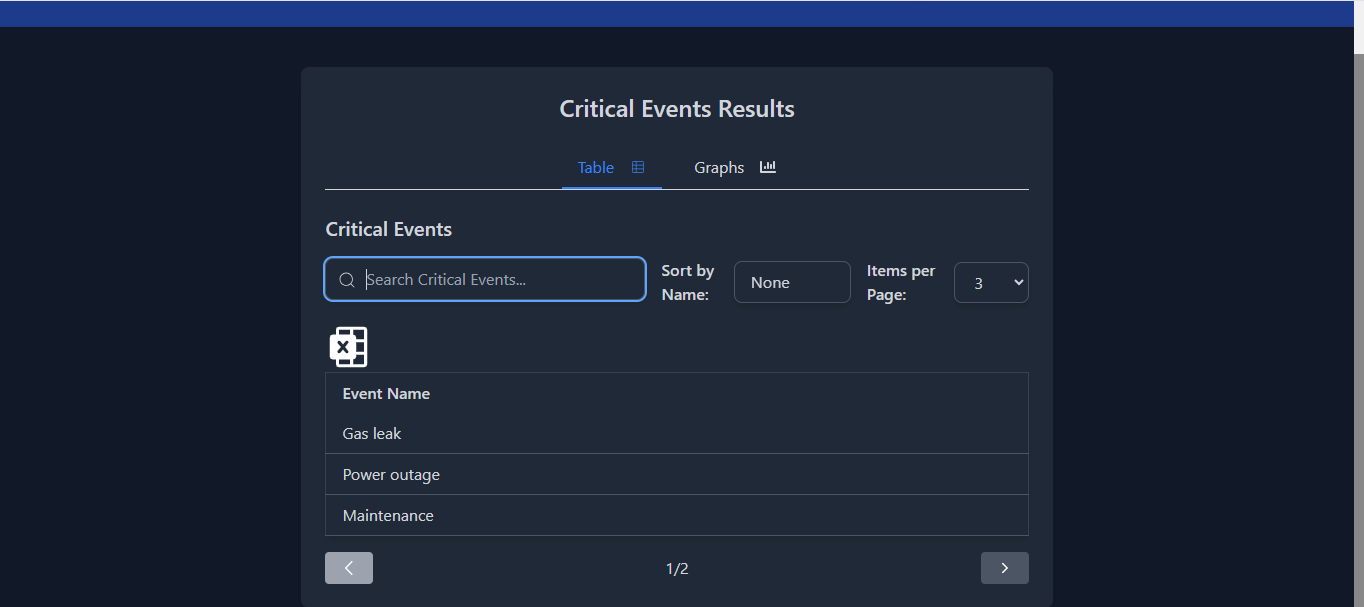 Critical Events Results
Table
Graphs
Critical Events
Search Critical Events...
Sort by
Name:
None
Items per
Page:
3
Event Name
Gas leak
Power outage
Maintenance
1/2